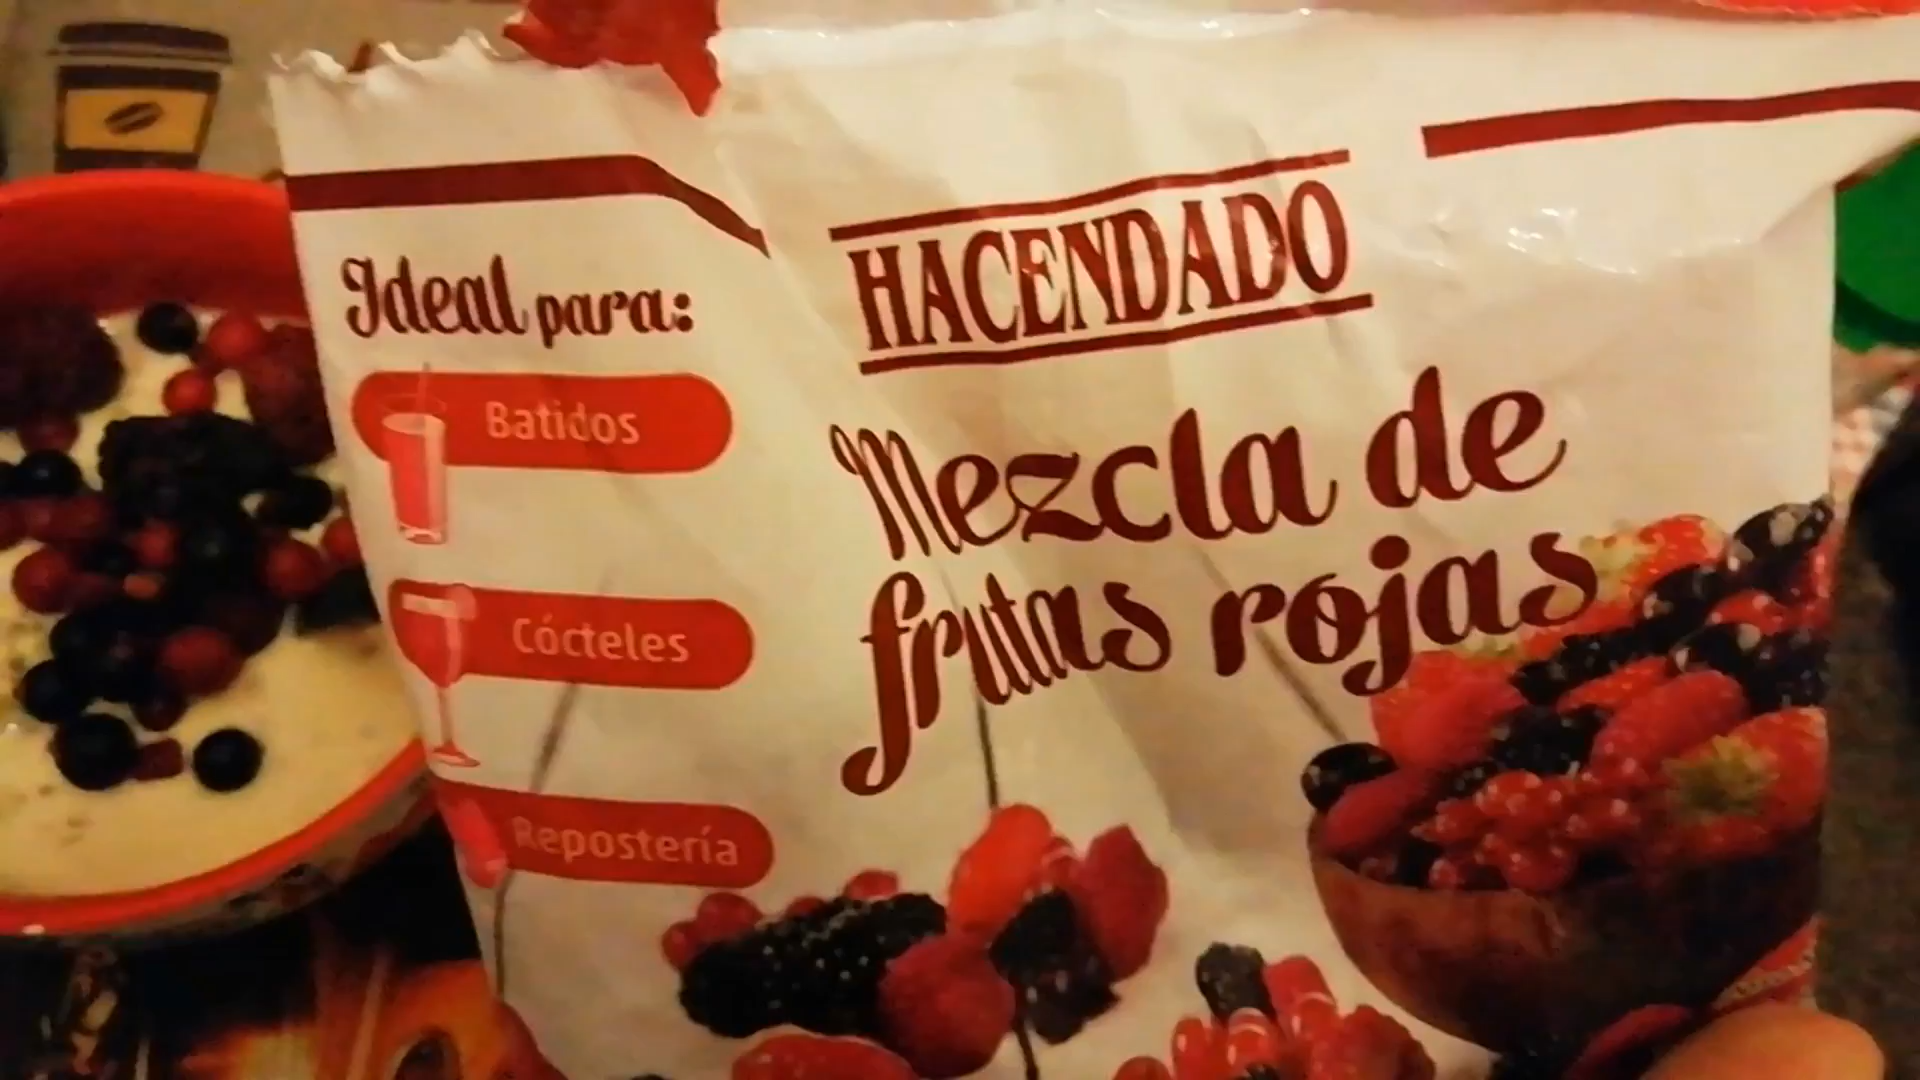 Ideal para:
Batidos
Cócteles
Repostería
HACENDADO
Mezcla de
frutas rojas